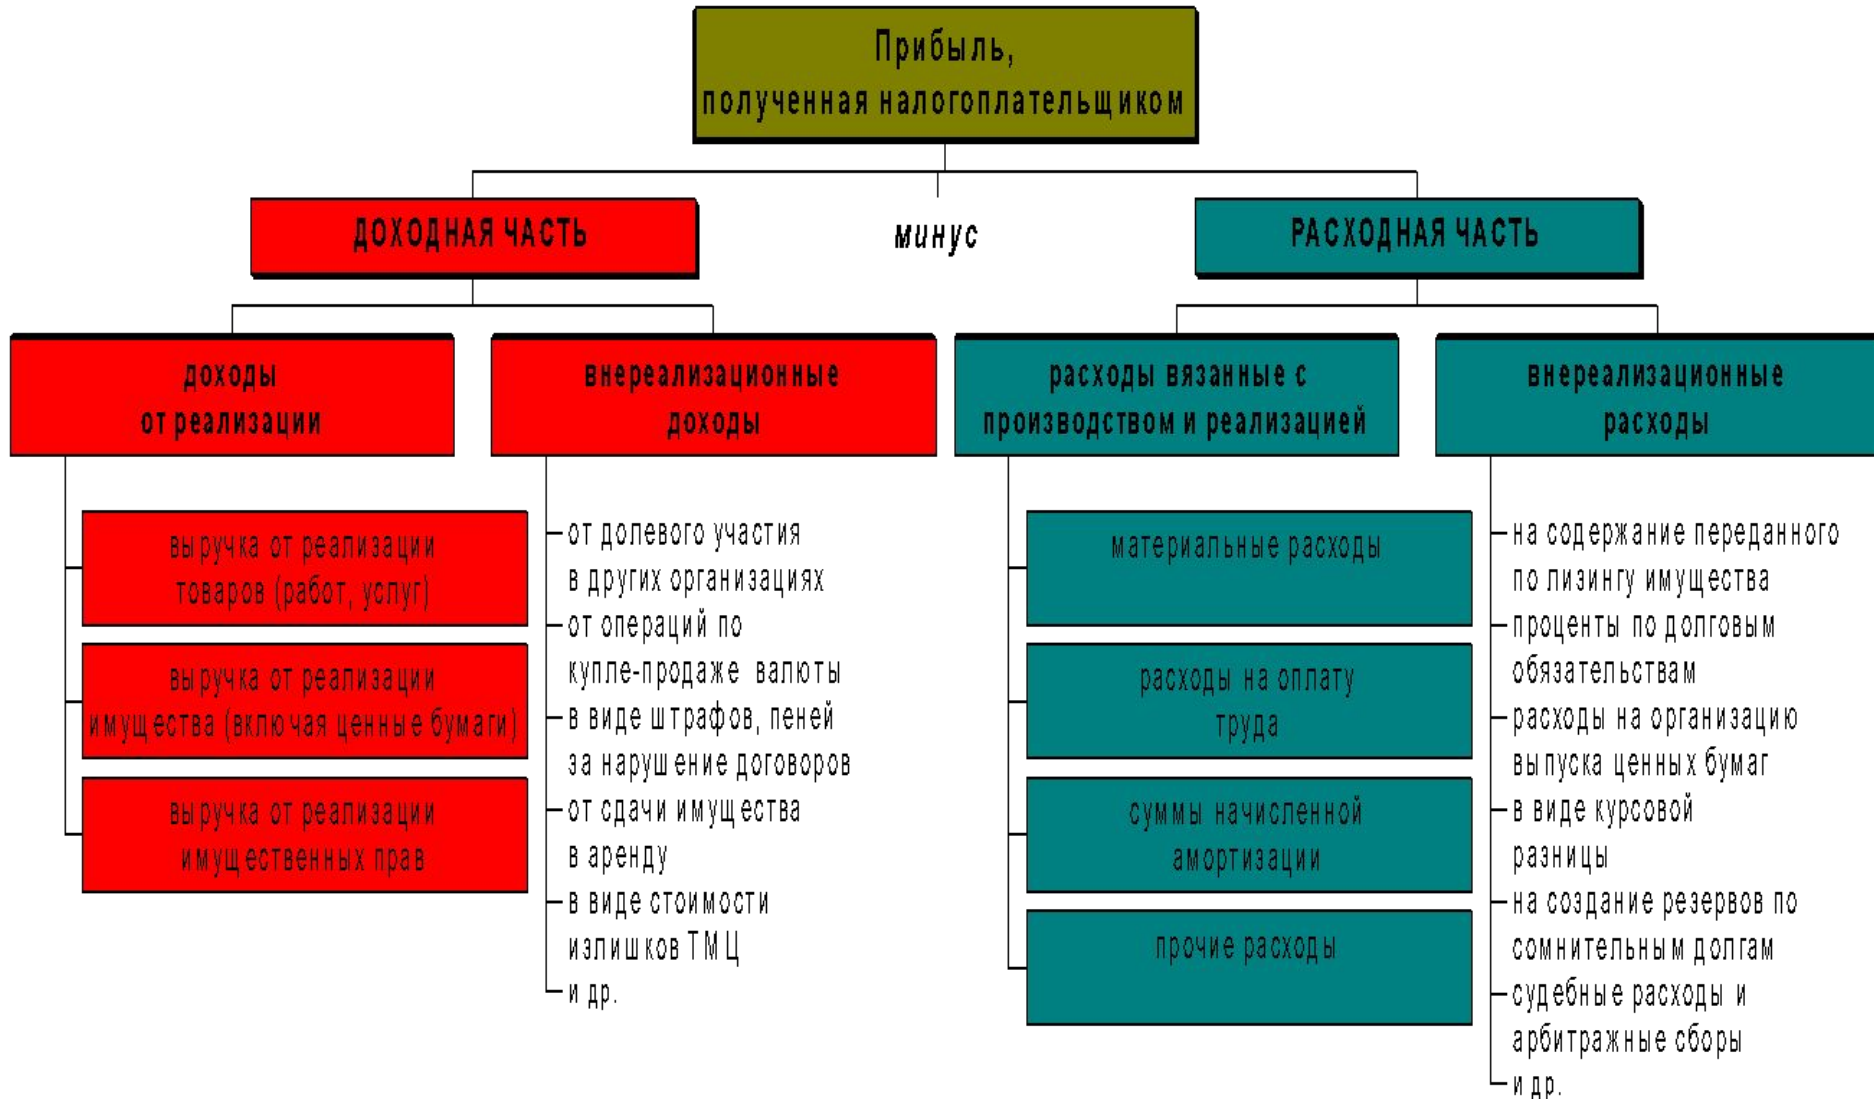 Прибыль,
полученная налогоплательщиком
ДОХОДНАЯ ЧАСТЬ
минус
РАСХОДНАЯ ЧАСТЬ
доходы
от реализации
внереализационные
доходы
расходы вязанные с
производством и реализацией
внереализационные
расходы
выручка от реализации
товаров (работ, услуг)
выручка от реализации
имущества (включая ценные бумаги)
выручка от реализации
имущественных прав
от долевого участия
в других организациях
от операций по
купле-продаже валюты
в виде штрафов, пеней
за нарушение договоров
от сдачи имущества
в аренду
в виде стоимости
излишков ТМЦ
и др.
материальные расходы
расходы на оплату
труда
суммы начисленной
амортизации
прочие расходы
на содержание переданного
по лизингу имущества
проценты по долговым
обязательствам
расходы на организацию
выпуска ценных бумаг
в виде курсовой
разницы
на создание резервов по
сомнительным долгам
судебные расходы и
арбитражные сборы
и др.